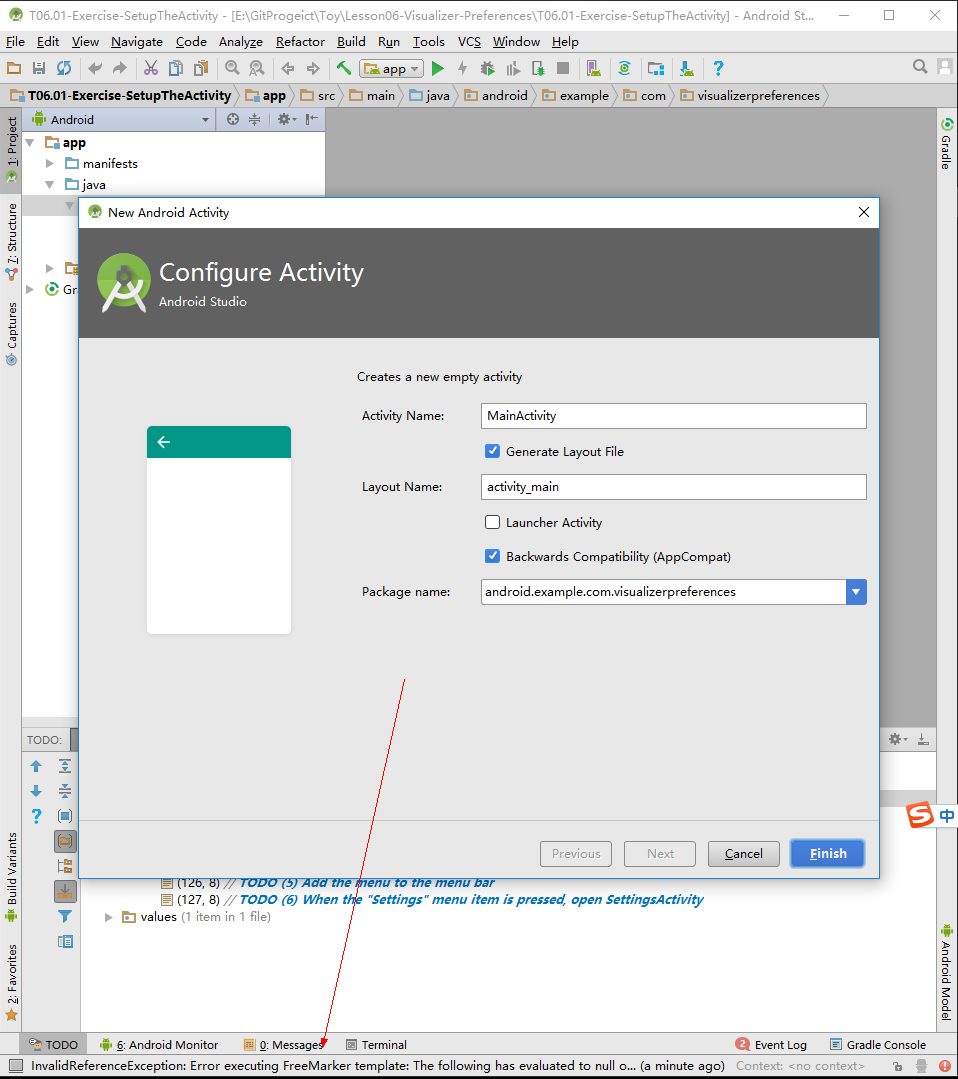 T06.01-Exercise-SetupTheActivity - [E:\GitProgeict\Toy\Lesson06-Visualizer-Preferences\T06.01-Exercise-SetupTheActivity] - Android St...
File Edit View Navigate Code Analyze Refactor Build Run Tools VCS Window Help
app
T06.01-Exercise-SetupTheActivity app src main java android example com visualizerpreferences
1: Project
Android
Gradle
app
manifests
java
7: Structure
Gr
Captures
New Android Activity
Configure Activity
Android Studio
Creates a new empty activity
Activity Name: MainActivity
Generate Layout File
Layout Name: activity_main
Launcher Activity
Backwards Compatibility (AppCompat)
Package name: android.example.com.visualizerpreferences
TODO:
S 中
Previous Next Cancel Finish
Build Variants
(126, 8) // TODO (5) Add the menu to the menu bar
(127, 8) // TODO (6) When the "Settings" menu item is pressed, open SettingsActivity
values (1 item in 1 file)
2: Favorites
Android Model
TODO 6: Android Monitor 0: Messages Terminal 2 Event Log Gradle Console
InvalidReferenceException: Error executing FreeMarker template: The following has evaluated to null o... (a minute ago) Context: <no context>